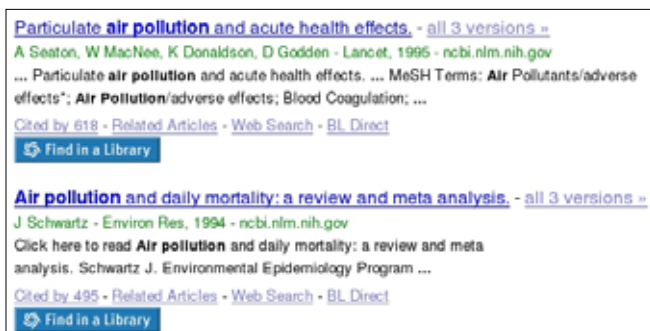 Particulate air pollution and acute health effects. - all 3 versions »
A Seaton, W MacNee, K Donaldson, D Godden - Lancet, 1995 - ncbi.nlm.nih.gov
... Particulate air pollution and acute health effects. ... MeSH Terms: Air Pollutants/adverse
effects*; Air Pollution/adverse effects; Blood Coagulation; ...
Cited by 618 - Related Articles - Web Search - BL Direct
Find in a Library
Air pollution and daily mortality: a review and meta analysis. - all 3 versions »
J Schwartz - Environ Res, 1994 - ncbi.nlm.nih.gov
Click here to read Air pollution and daily mortality: a review and meta
analysis. Schwartz J. Environmental Epidemiology Program ...
Cited by 495 - Related Articles - Web Search - BL Direct
Find in a Library